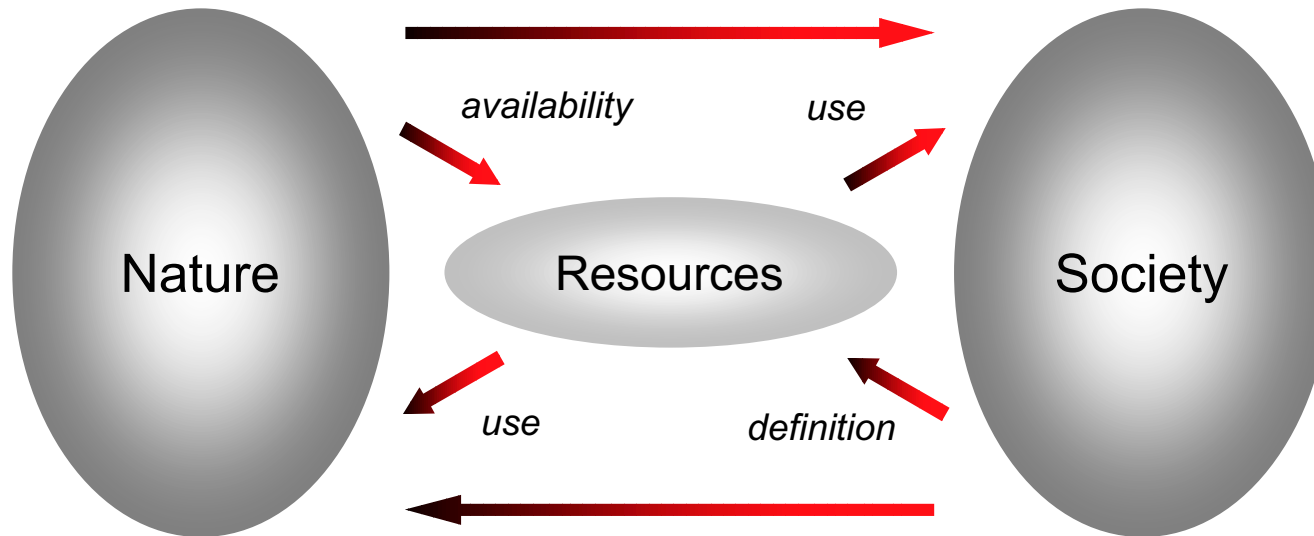 availability
use
Nature
Resources
Society
use
definition